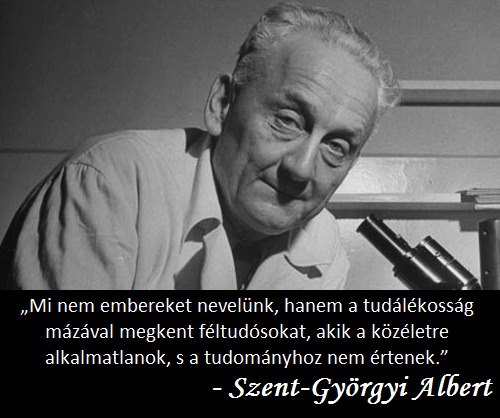 „Mi nem embereket nevelünk, hanem a tudálékosság
mázával megkent féltudósokat, akik a közéletre
alkalmatlanok, s a tudományhoz nem értenek.”
- Szent-Györgyi Albert